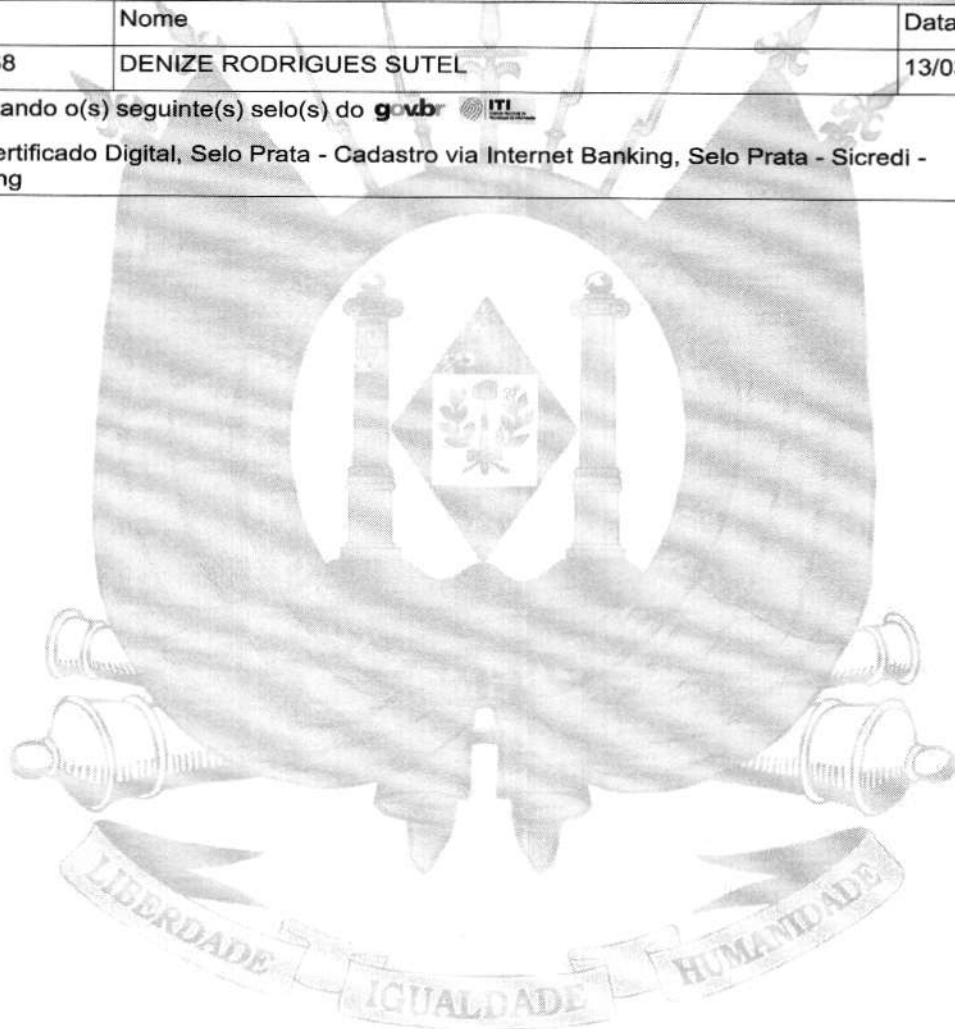 Nome Data
8 DENIZE RODRIGUES SUTEL 13/0
ando o(s) seguinte(s) selo(s) do gov.br ITI
ertificado Digital, Selo Prata - Cadastro via Internet Banking, Selo Prata - Sicredi -
ng
LIBERDADE IGUALDADE HUMANIDADE